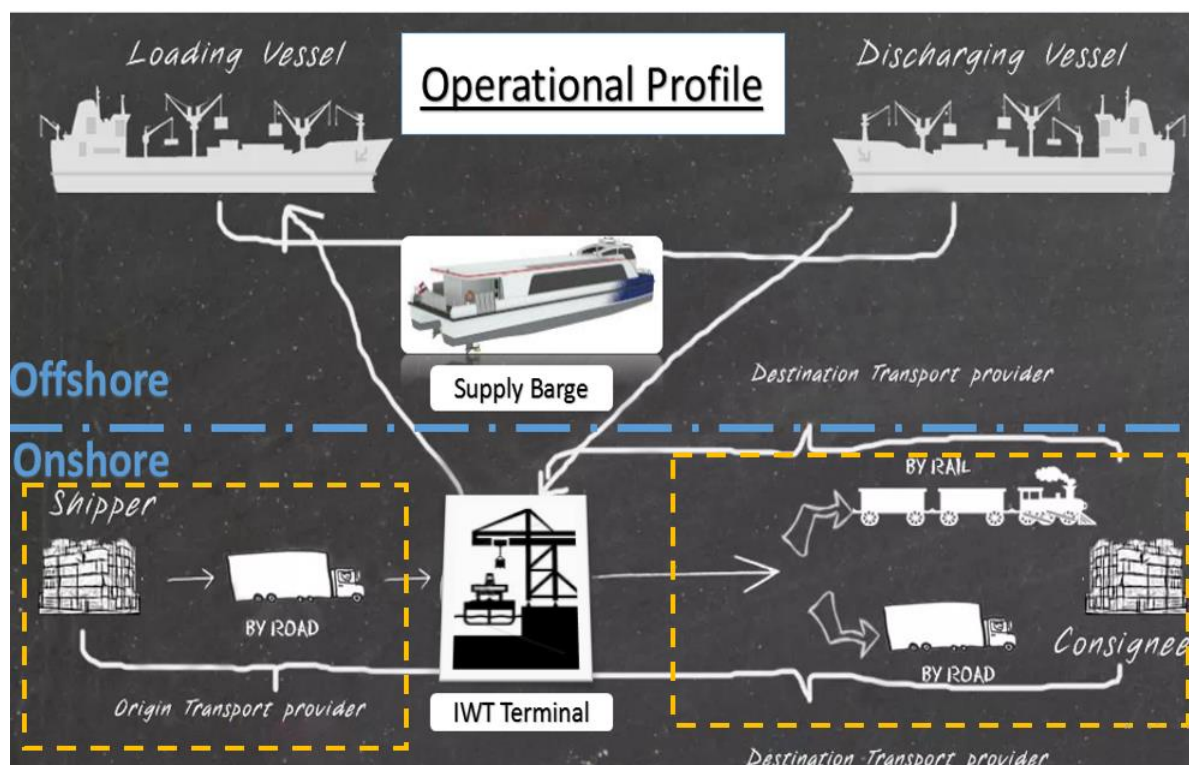 Loading Vessel
Operational Profile
Discharging Vessel
Supply Barge
Destination Transport provider
Offshore
Onshore
Shipper
BY RAIL
BY ROAD
Consignee
BY ROAD
Origin Transport provider
IWT Terminal
Destination Transport provider